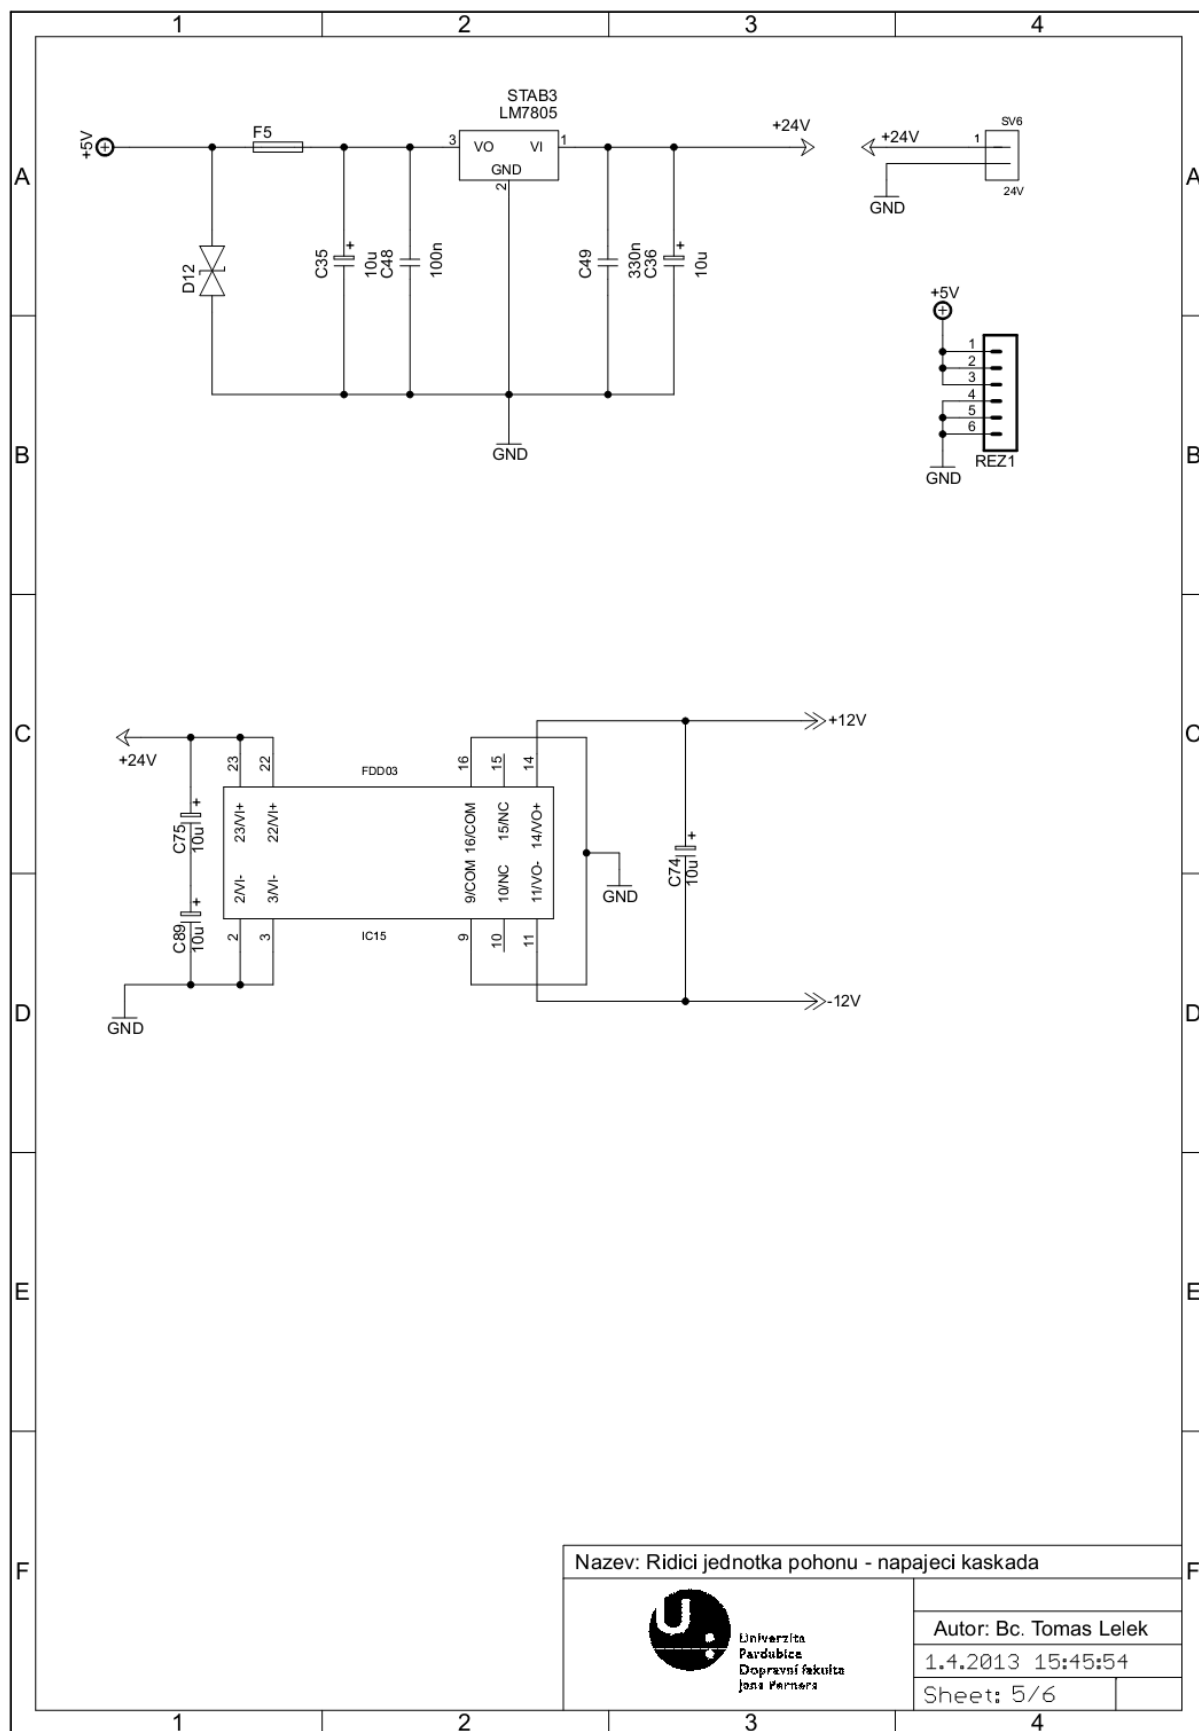 1 2 3 4
A A
B B
C C
D D
E E
F F
1 2 3 4
STAB3
LM7805
+5V
F5
3 VO VI 1
GND
2
+24V
D12
C35 10u
+
C48 100n
C49 330n
C36 10u
+
GND
+24V
SV6
1
24V
GND
+5V
1
2
3
4
5
6
REZ1
GND
+24V
C75 10u
+
C89 10u
+
GND
23 22
FDD03
16 15 14
23/VI+ 22/VI+
16/COM 15/NC 14/VO+
2/VI- 3/VI-
9/COM 10/NC 11/VO-
2 3
IC15
9 10 11
GND
C74 10u
+
+12V
-12V
Nazev: Ridici jednotka pohonu - napajeci kaskada
Univerzita
Pardubice
Dopravní fakulta
Jana Pernera
Autor: Bc. Tomas Lelek
1.4.2013 15:45:54
Sheet: 5/6